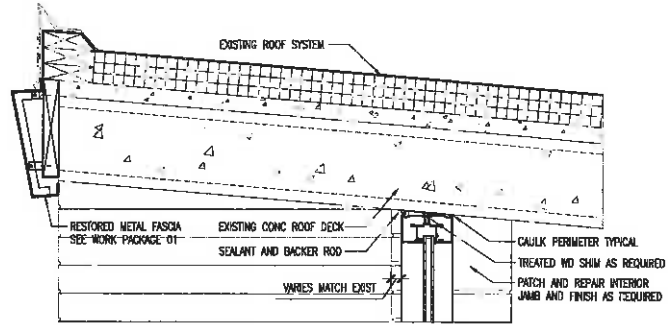 EXISTING ROOF SYSTEM
RESTORED METAL FASCIA
SEE WORK PACKAGE 01
EXISTING CONC ROOF DECK
SEALANT AND BACKER ROD
VARIES MATCH EXIST
CAULK PERIMETER TYPICAL
TREATED WD SHIM AS REQUIRED
PATCH AND REPAIR INTERIOR
JAMB AND FINISH AS REQUIRED